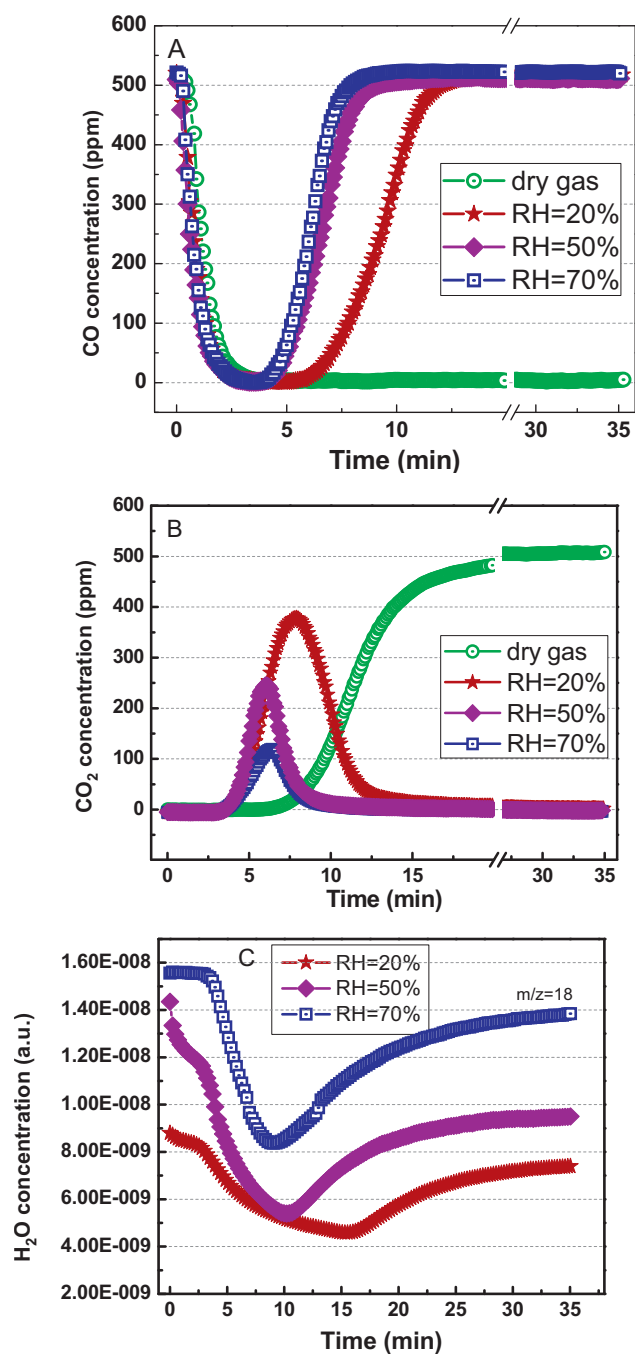 A
CO concentration (ppm)
600
500
400
300
200
100
0
dry gas
RH=20%
RH=50%
RH=70%
0 5 10 30 35
Time (min)
B
CO2 concentration (ppm)
600
500
400
300
200
100
0
dry gas
RH=20%
RH=50%
RH=70%
0 5 10 15 30 35
Time (min)
C
H2O concentration (a.u.)
1.60E-008
1.40E-008
1.20E-008
1.00E-008
8.00E-009
6.00E-009
4.00E-009
2.00E-009
RH=20%
RH=50%
RH=70%
m/z=18
0 5 10 15 20 25 30 35
Time (min)